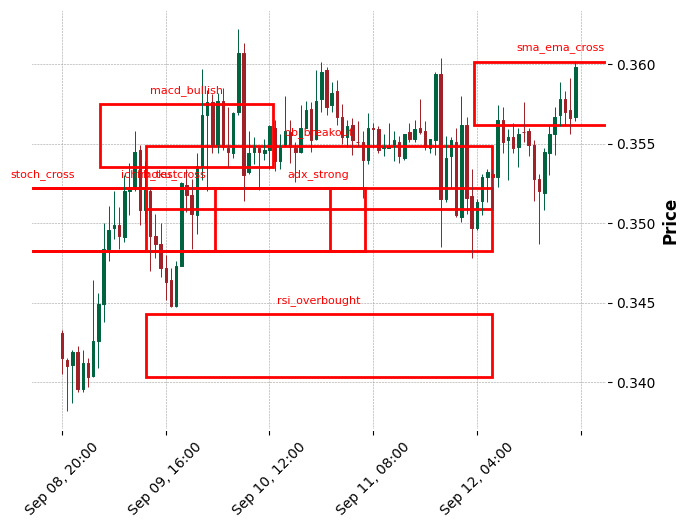 sma_ema_cross
macd_bullish
stoch_cross
adx_strong
rsi_overbought
0.360
0.355
0.350
0.345
0.340
Price
Sep 08, 20:00
Sep 09, 16:00
Sep 10, 12:00
Sep 11, 08:00
Sep 12, 04:00